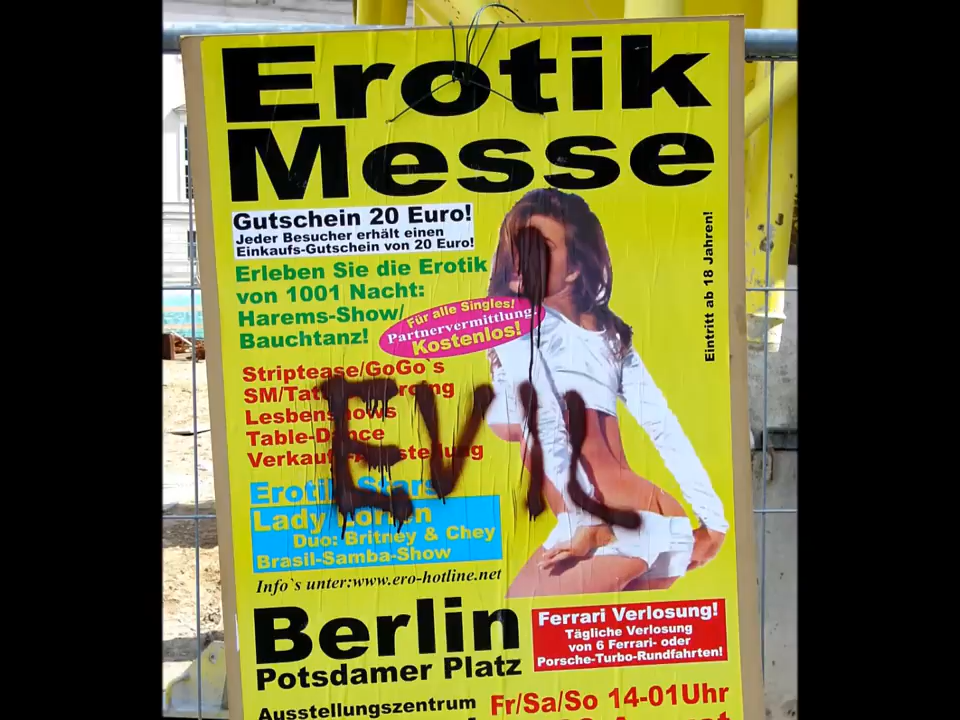 Erotik
Messe
Gutschein 20 Euro!
Jeder Besucher erhält einen
Einkaufs-Gutschein von 20 Euro!
Erleben Sie die Erotik
von 1001 Nacht:
Harems-Show/
Bauchtanz!
Für alle Singles!
Partnervermittlung
Kostenlos!
Eintritt ab 18 Jahren!
Striptease/GoGo`s
Lesbenshows
Table-Dance
EVIL
Erotik Stars
Lady
Duo: Britney & Chey
Brasil-Samba-Show
Info`s unter:www.ero-hotline.net
Berlin
Potsdamer Platz
Ferrari Verlosung!
Tägliche Verlosung
von 6 Ferrari- oder
Porsche-Turbo-Rundfahrten!
Ausstellungszentrum
Fr/Sa/So 14-01Uhr